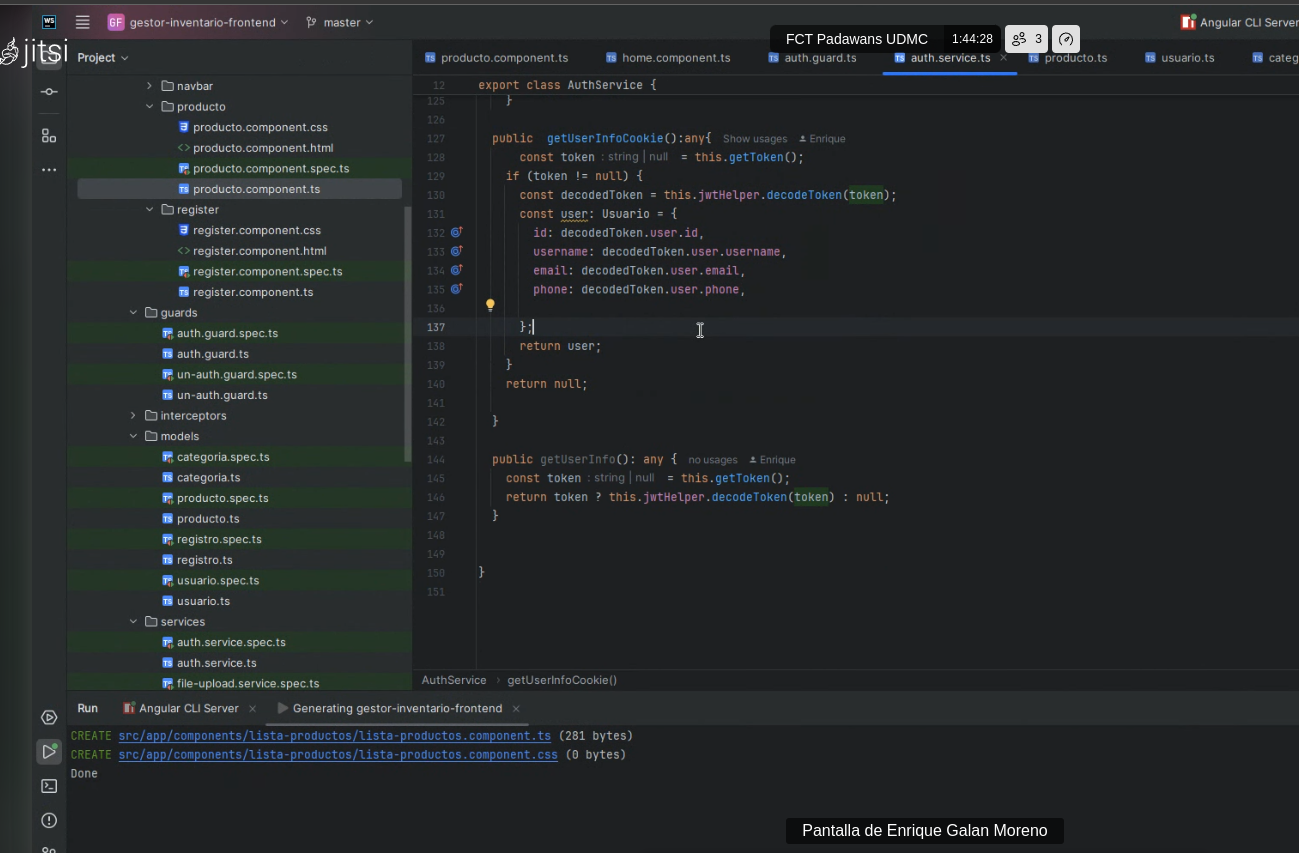 WS
GF gestor-inventario-frontend
master
Angular CLI Server
jitsi
FCT Padawans UDMC
1:44:28
3
Project
producto.component.ts
home.component.ts
auth.guard.ts
auth.service.ts
producto.ts
usuario.ts
categ
navbar
producto
producto.component.css
producto.component.html
producto.component.spec.ts
producto.component.ts
register
register.component.css
register.component.html
register.component.spec.ts
register.component.ts
guards
auth.guard.spec.ts
auth.guard.ts
un-auth.guard.spec.ts
un-auth.guard.ts
interceptors
models
categoria.spec.ts
categoria.ts
producto.spec.ts
producto.ts
registro.spec.ts
registro.ts
usuario.spec.ts
usuario.ts
services
auth.service.spec.ts
auth.service.ts
file-upload.service.spec.ts
12 export class AuthService {
125 }
126
127 public getUserInfoCookie():any{ Show usages Enrique
128 const token : string | null = this.getToken();
129 if (token != null) {
130 const decodedToken = this.jwtHelper.decodeToken(token);
131 const user: Usuario = {
132 id: decodedToken.user.id,
133 username: decodedToken.user.username,
134 email: decodedToken.user.email,
135 phone: decodedToken.user.phone,
136
137 };
138 return user;
139 }
140 return null;
141
142 }
143
144 public getUserInfo(): any { no usages Enrique
145 const token : string | null = this.getToken();
146 return token ? this.jwtHelper.decodeToken(token) : null;
147 }
148
149
150 }
151
AuthService > getUserInfoCookie()
Run
Angular CLI Server
Generating gestor-inventario-frontend
CREATE src/app/components/lista-productos/lista-productos.component.ts (281 bytes)
CREATE src/app/components/lista-productos/lista-productos.component.css (0 bytes)
Done
Pantalla de Enrique Galan Moreno